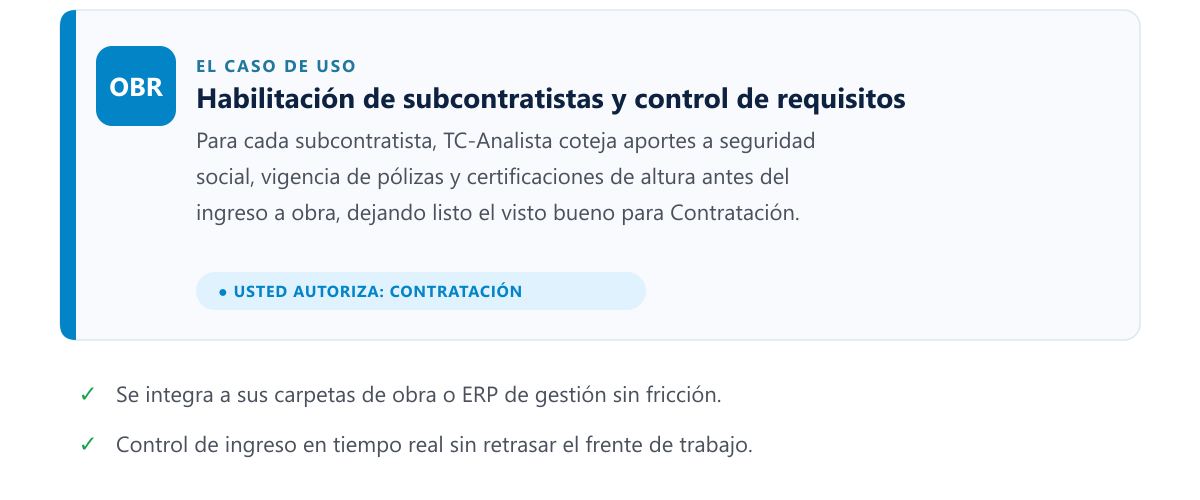 OBR
EL CASO DE USO
Habilitación de subcontratistas y control de requisitos
Para cada subcontratista, TC-Analista coteja aportes a seguridad
social, vigencia de pólizas y certificaciones de altura antes del
ingreso a obra, dejando listo el visto bueno para Contratación.
● USTED AUTORIZA: CONTRATACIÓN
✓ Se integra a sus carpetas de obra o ERP de gestión sin fricción.
✓ Control de ingreso en tiempo real sin retrasar el frente de trabajo.